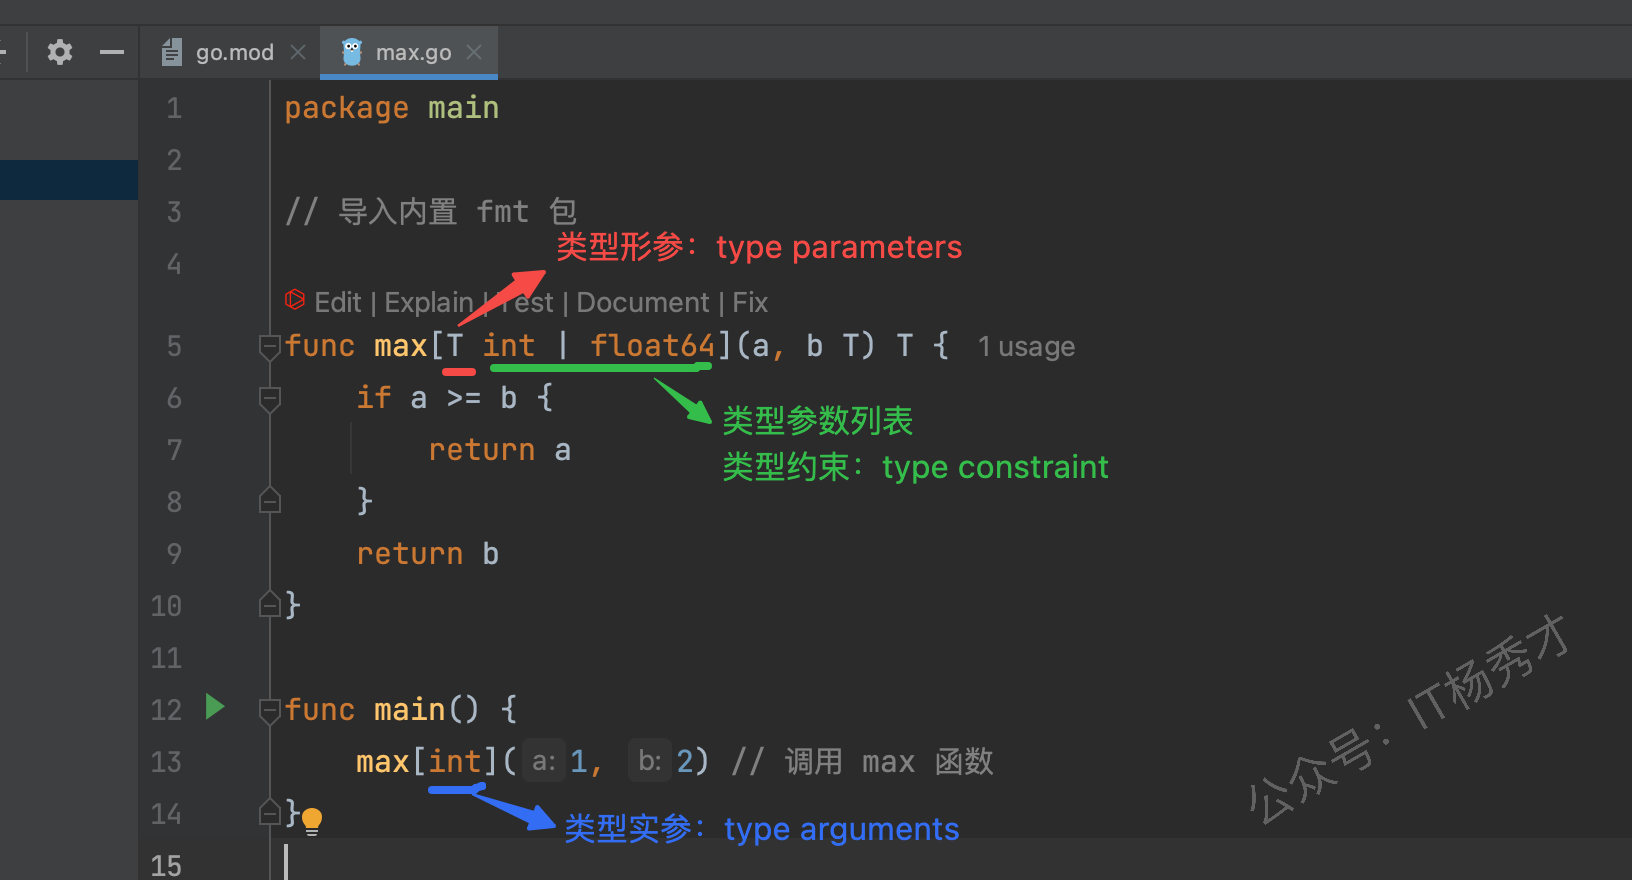 go.mod
max.go
1 package main
2
3 // 导入内置 fmt 包
类型形参：type parameters
4
Edit | Explain | Test | Document | Fix
5 func max[T int | float64](a, b T) T { 1 usage
6 if a >= b {
类型参数列表
7 return a
类型约束：type constraint
8 }
9 return b
10 }
11
12 func main() {
13 max[int](a: 1, b: 2) // 调用 max 函数
14 }
类型实参：type arguments
15
公众号：IT杨秀才